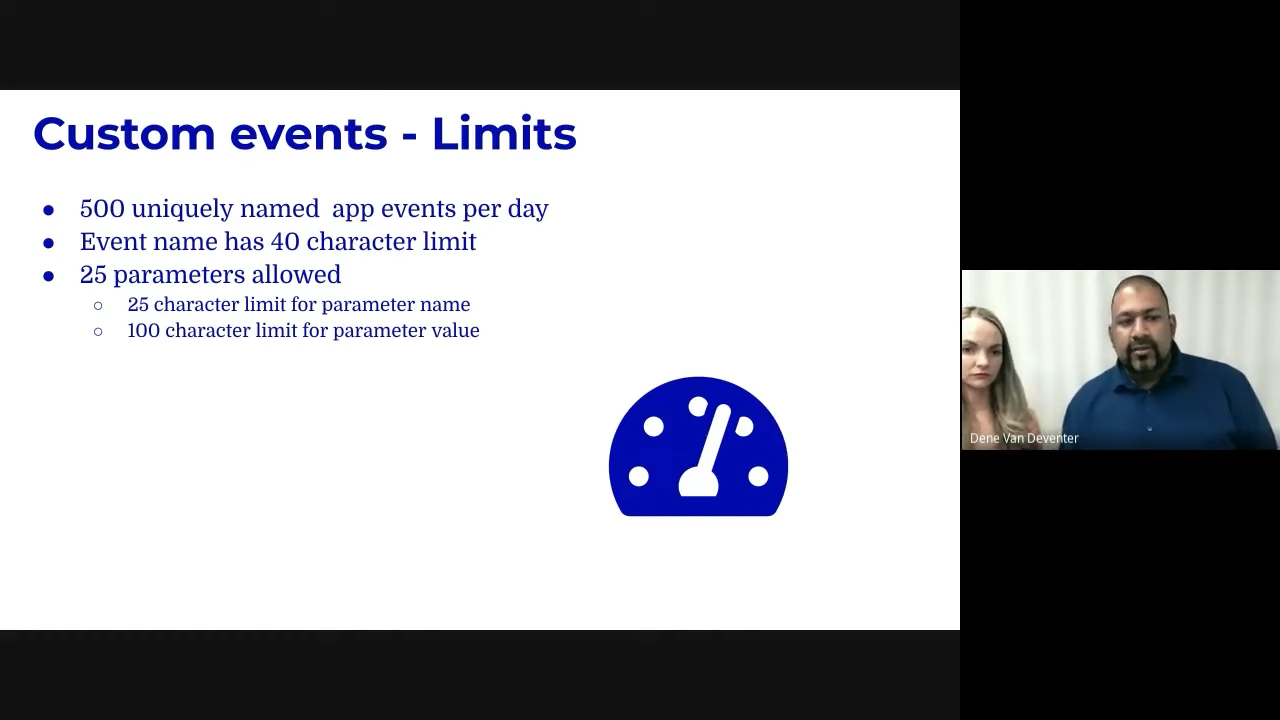 Custom events - Limits
● 500 uniquely named  app events per day
● Event name has 40 character limit
● 25 parameters allowed
○ 25 character limit for parameter name
○ 100 character limit for parameter value
Dene Van Deventer